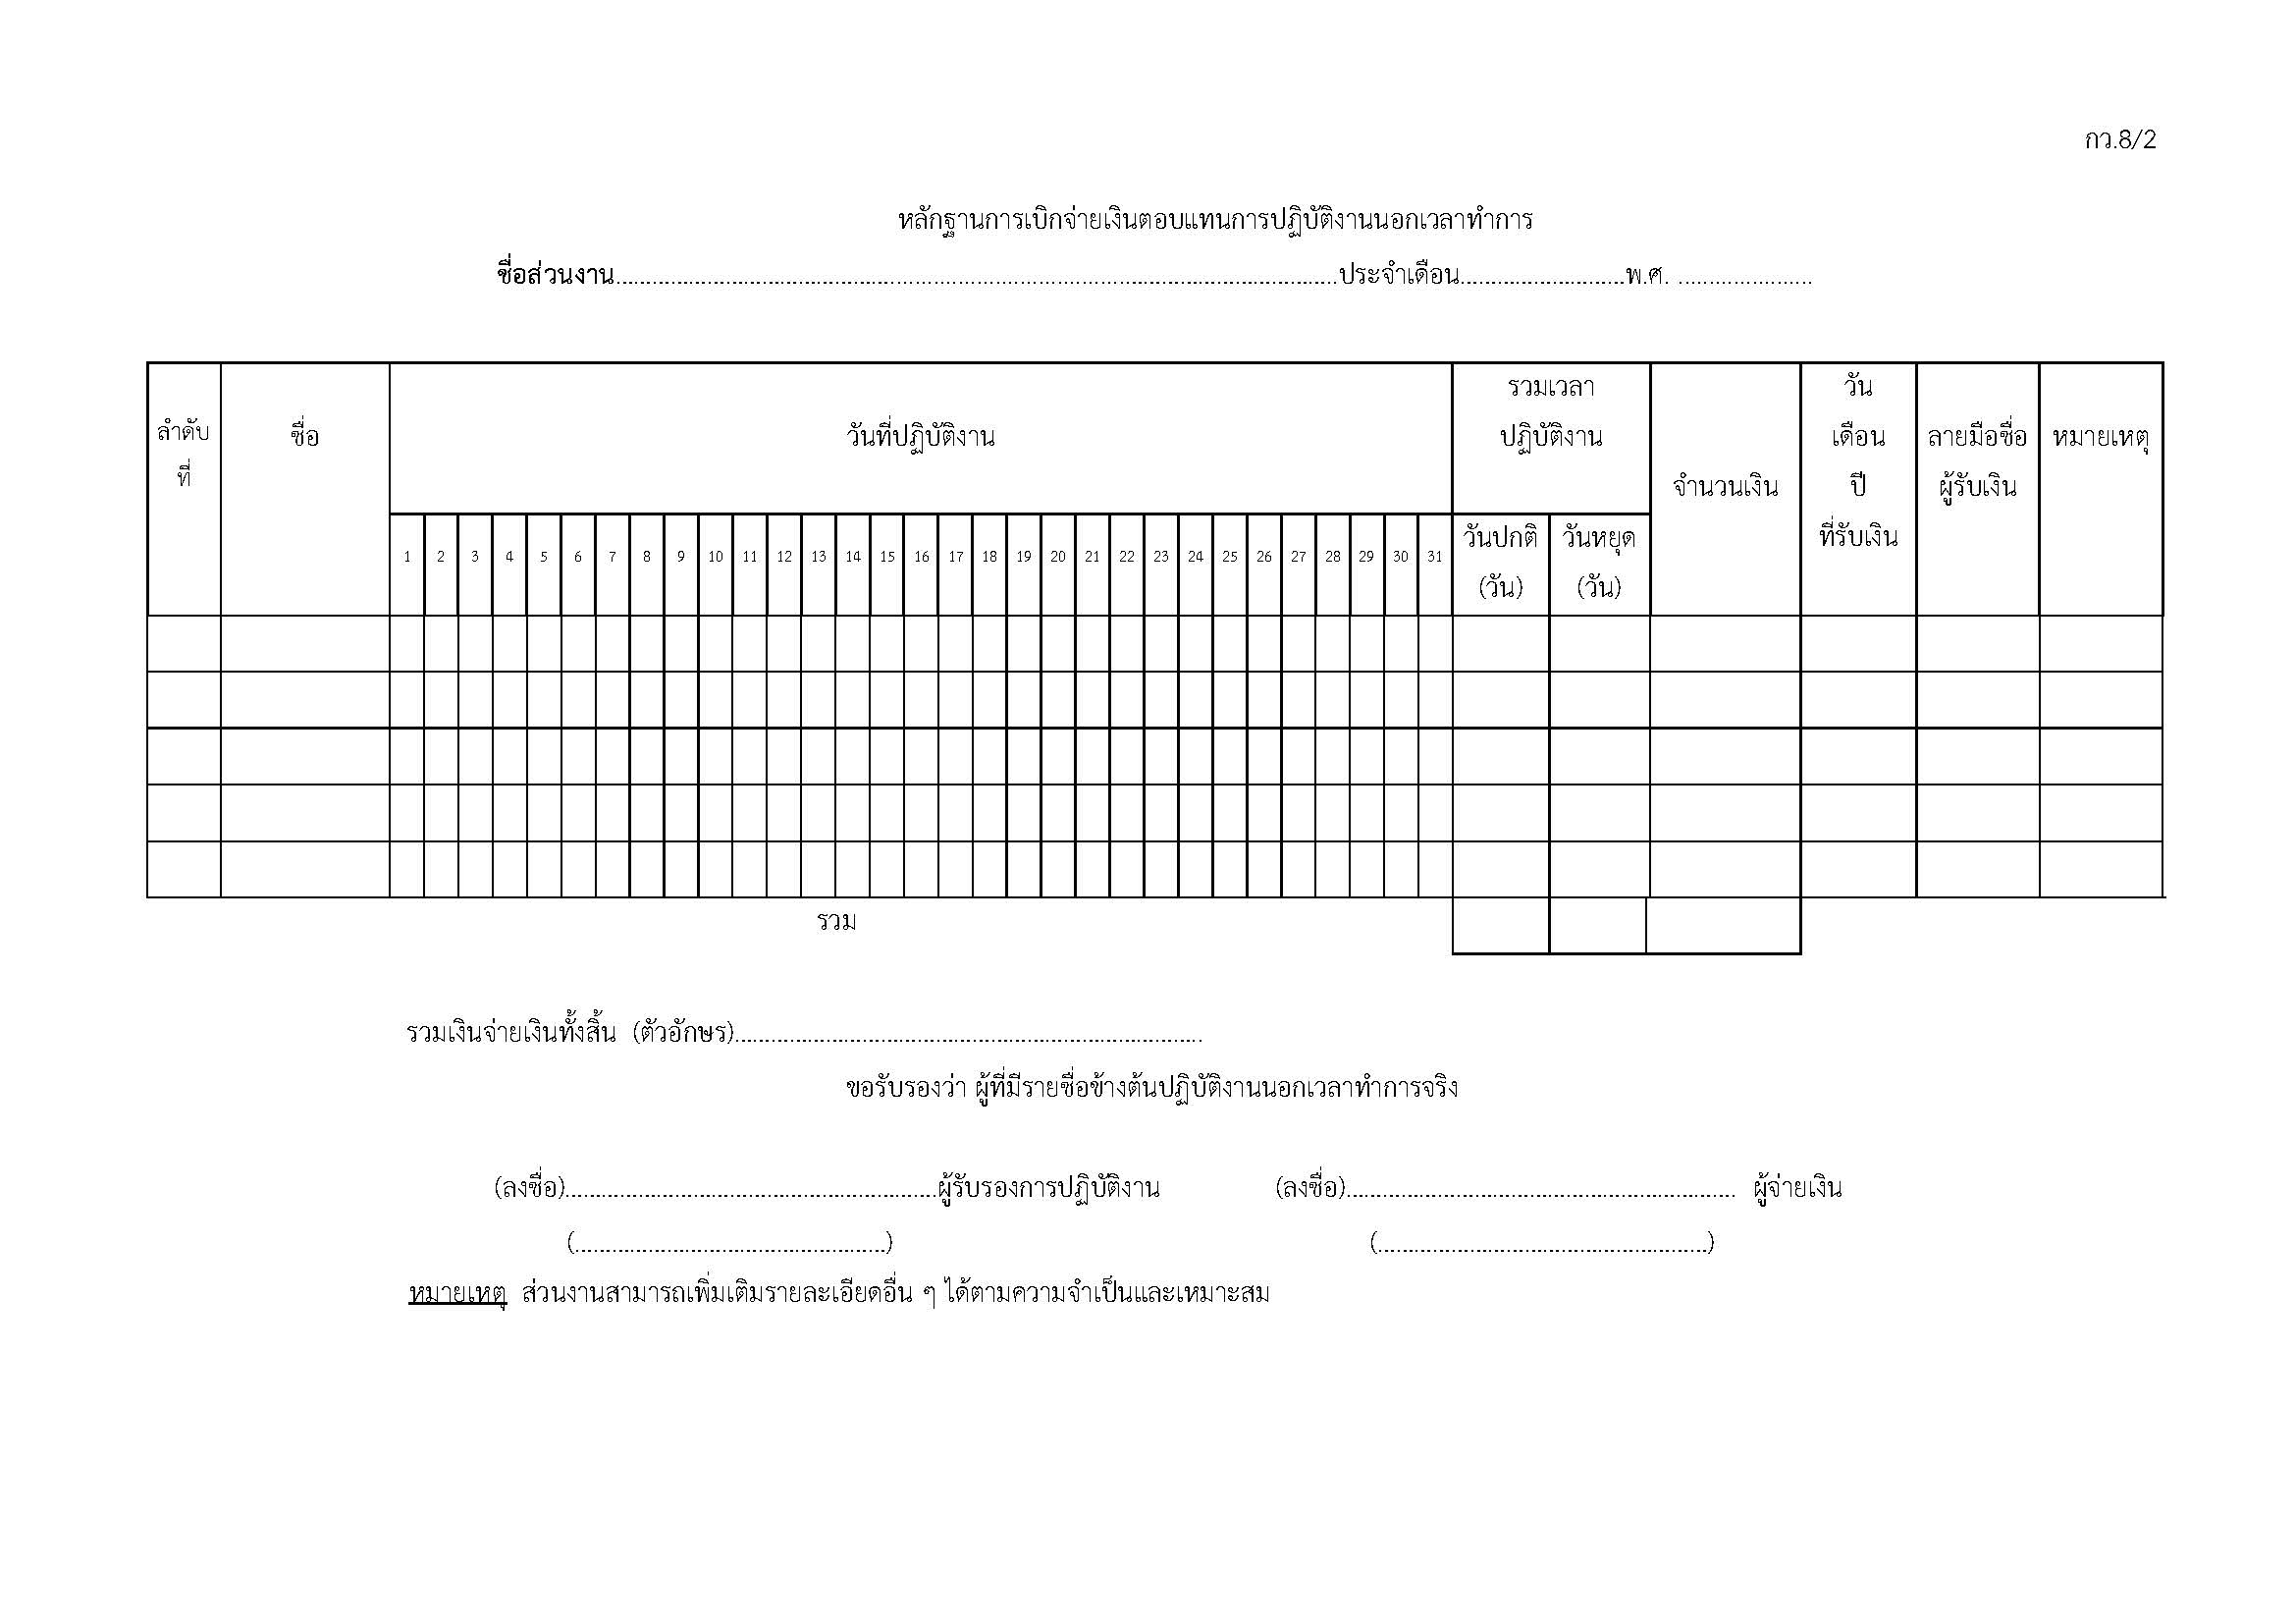 กว.8/2
หลักฐานการเบิกจ่ายเงินตอบแทนการปฏิบัติงานนอกเวลาทำการ
ชื่อส่วนงาน........................................................................................................................ประจำเดือน...........................พ.ศ. ......................
ลำดับ
ที่
ชื่อ
วันที่ปฏิบัติงาน
รวมเวลา
ปฏิบัติงาน
จำนวนเงิน
วัน
เดือน
ปี
ที่รับเงิน
ลายมือชื่อ
ผู้รับเงิน
หมายเหตุ
1 2 3 4 5 6 7 8 9 10 11 12 13 14 15 16 17 18 19 20 21 22 23 24 25 26 27 28 29 30 31
วันปกติ
(วัน)
วันหยุด
(วัน)
รวม
รวมเงินจ่ายเงินทั้งสิ้น (ตัวอักษร).............................................................................
ขอรับรองว่า ผู้ที่มีรายชื่อข้างต้นปฏิบัติงานนอกเวลาทำการจริง
(ลงชื่อ).............................................................ผู้รับรองการปฏิบัติงาน (ลงชื่อ)................................................................ ผู้จ่ายเงิน
(...................................................) (......................................................)
หมายเหตุ ส่วนงานสามารถเพิ่มเติมรายละเอียดอื่น ๆ ได้ตามความจำเป็นและเหมาะสม